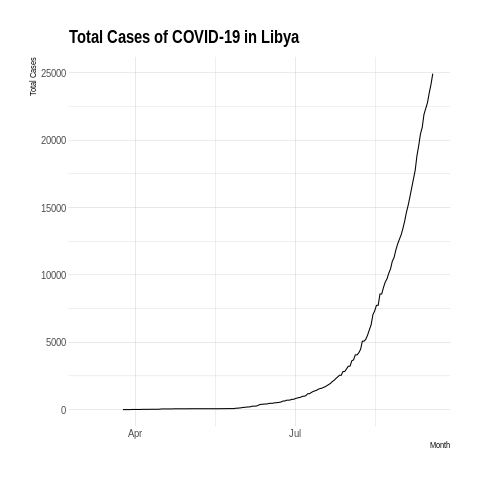 Total Cases of COVID-19 in Libya
Total Cases
25000
20000
15000
10000
5000
0
Apr
Jul
Month